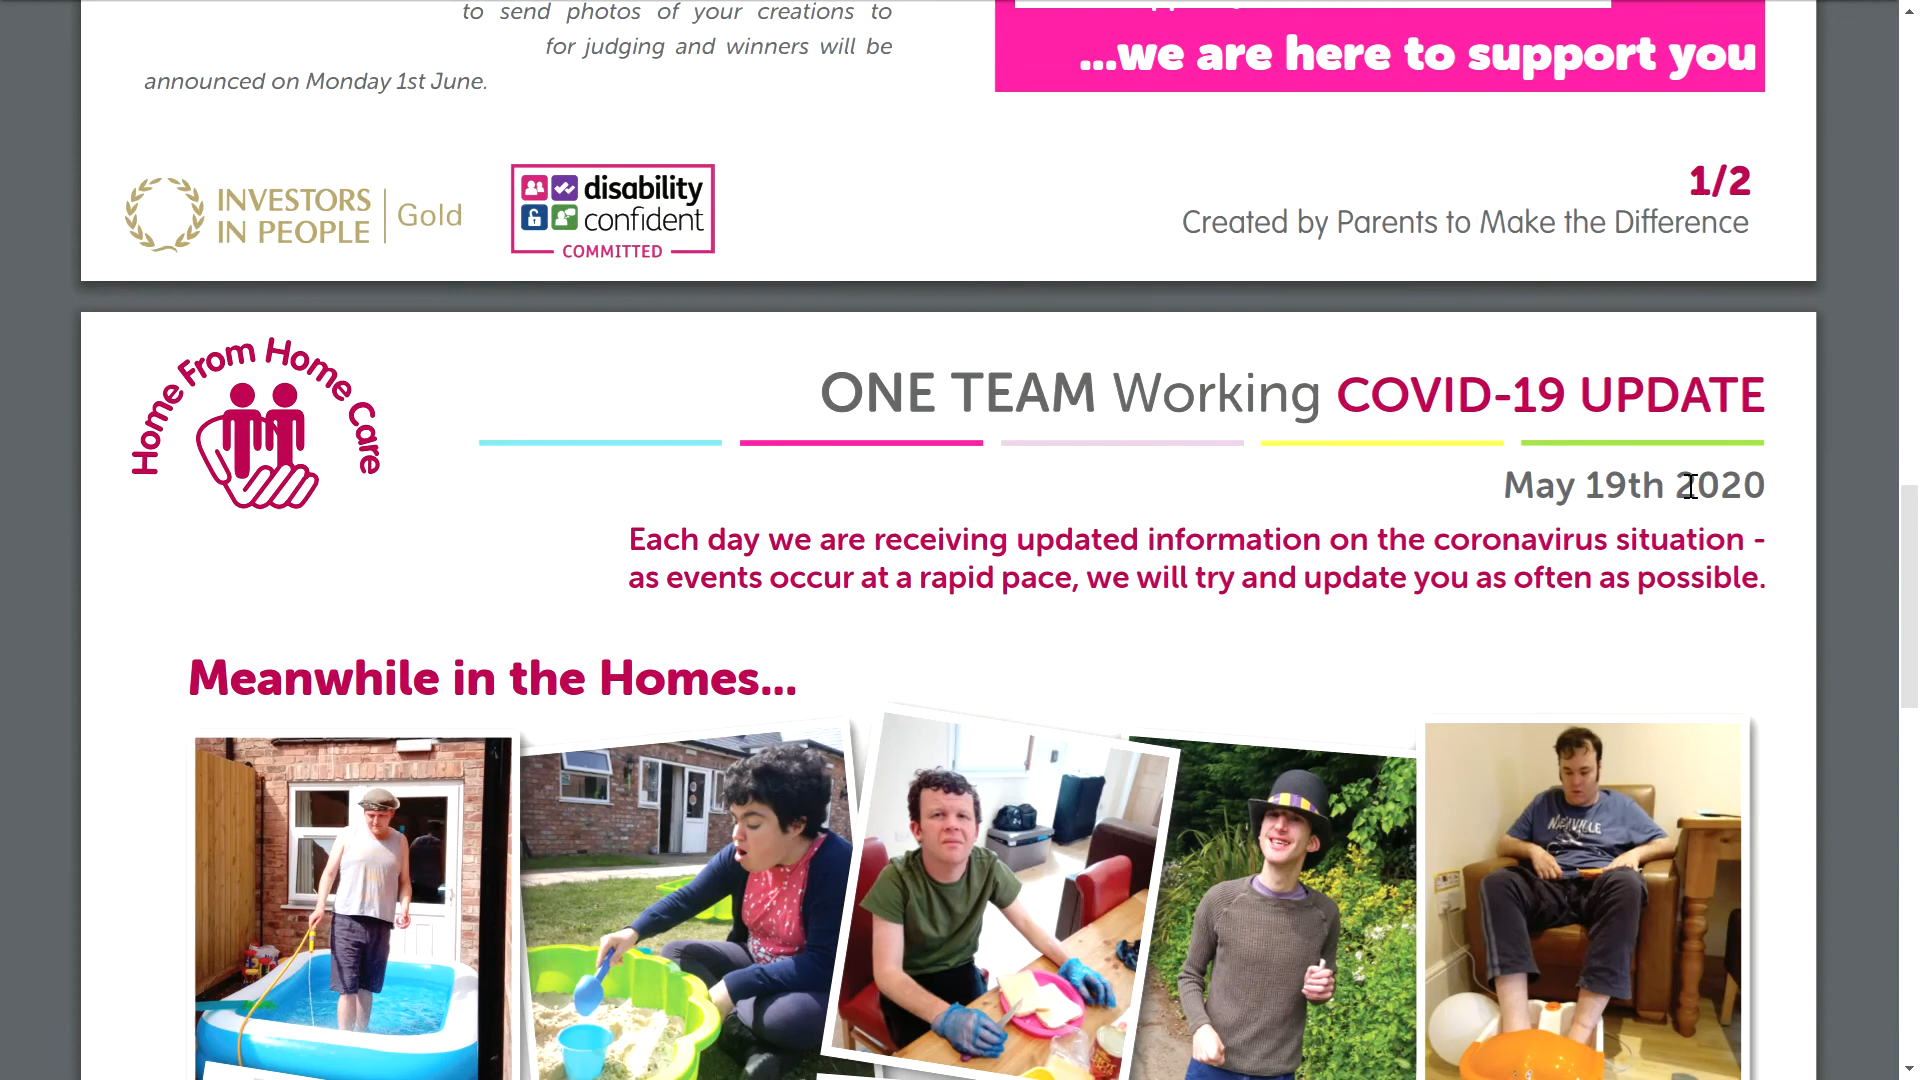 to send photos of your creations to
for judging and winners will be
announced on Monday 1st June.
...we are here to support you
INVESTORS
IN PEOPLE
Gold
disability
confident
COMMITTED
1/2
Created by Parents to Make the Difference
Home From Home Care
ONE TEAM Working COVID-19 UPDATE
May 19th 2020
Each day we are receiving updated information on the coronavirus situation -
as events occur at a rapid pace, we will try and update you as often as possible.
Meanwhile in the Homes...